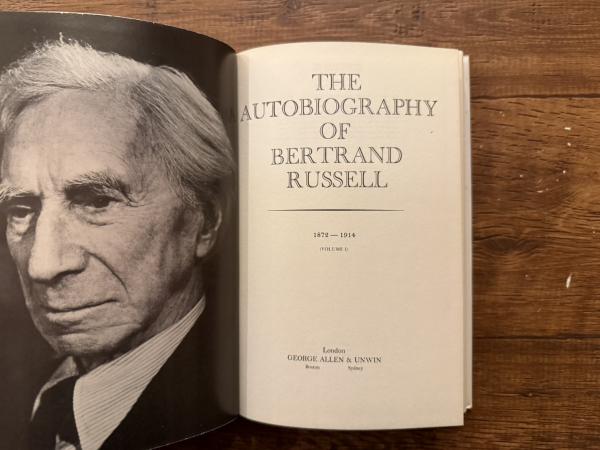 THE
AUTOBIOGRAPHY
OF
BERTRAND
RUSSELL
1872 — 1914
(VOLUME I)
London
GEORGE ALLEN & UNWIN
Boston Sydney